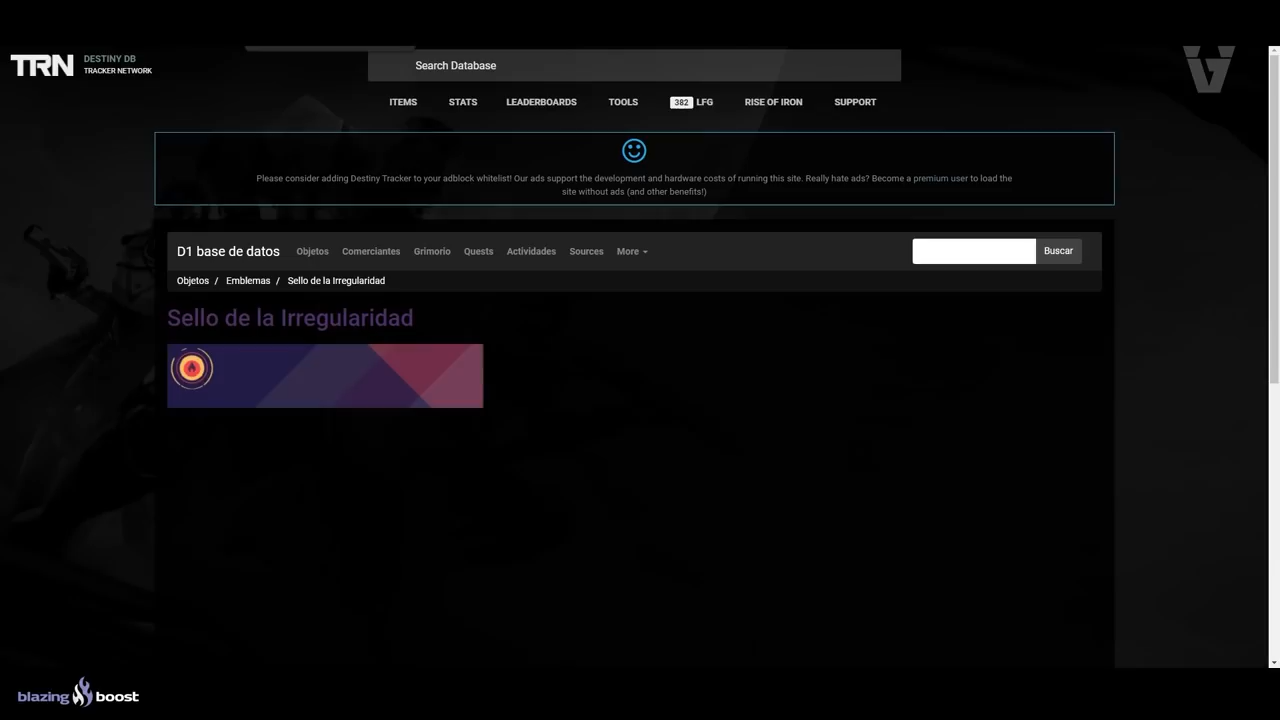 TRN DESTINY DB
TRACKER NETWORK
Search Database
ITEMS STATS LEADERBOARDS TOOLS 382 LFG RISE OF IRON SUPPORT
Please consider adding Destiny Tracker to your adblock whitelist! Our ads support the development and hardware costs of running this site. Really hate ads? Become a premium user to load the
site without ads (and other benefits!)
D1 base de datos Objetos Comerciantes Grimorio Quests Actividades Sources More Buscar
Objetos / Emblemas / Sello de la Irregularidad
Sello de la Irregularidad
blazing boost